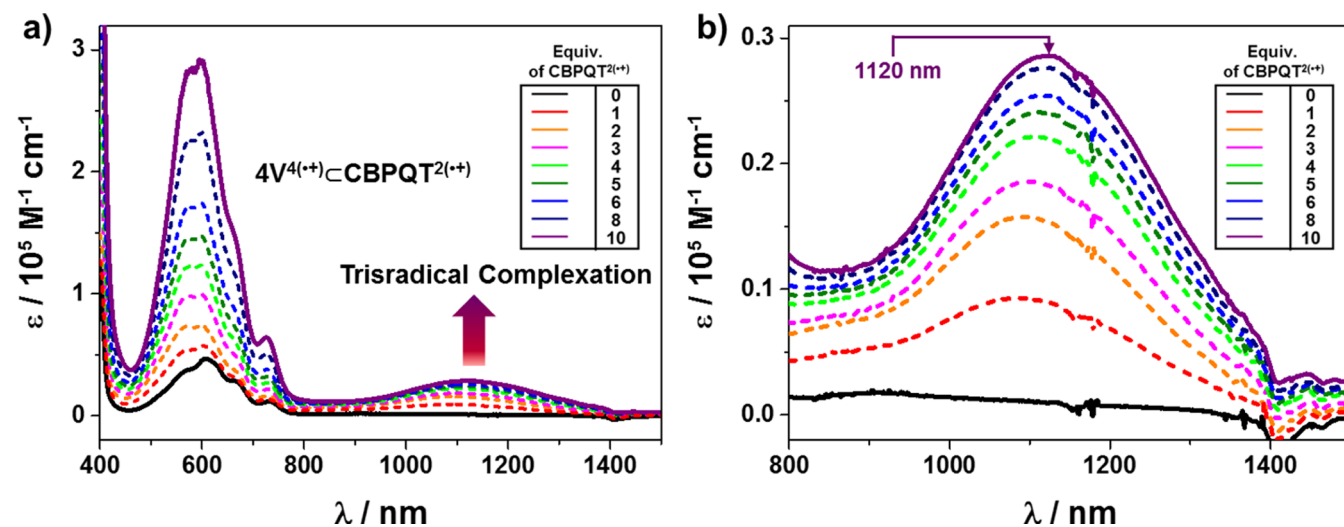 a)
ε / 10⁵ M⁻¹ cm⁻¹
3
2
1
0
4V⁴⁽•⁺⁾⊂CBPQT²⁽•⁺⁾
Trisradical Complexation
Equiv.
of CBPQT²⁽•⁺⁾
0
1
2
3
4
5
6
8
10
400 600 800 1000 1200 1400
λ / nm
b)
ε / 10⁵ M⁻¹ cm⁻¹
0.3
0.2
0.1
0.0
1120 nm
Equiv.
of CBPQT²⁽•⁺⁾
0
1
2
3
4
5
6
8
10
800 1000 1200 1400
λ / nm